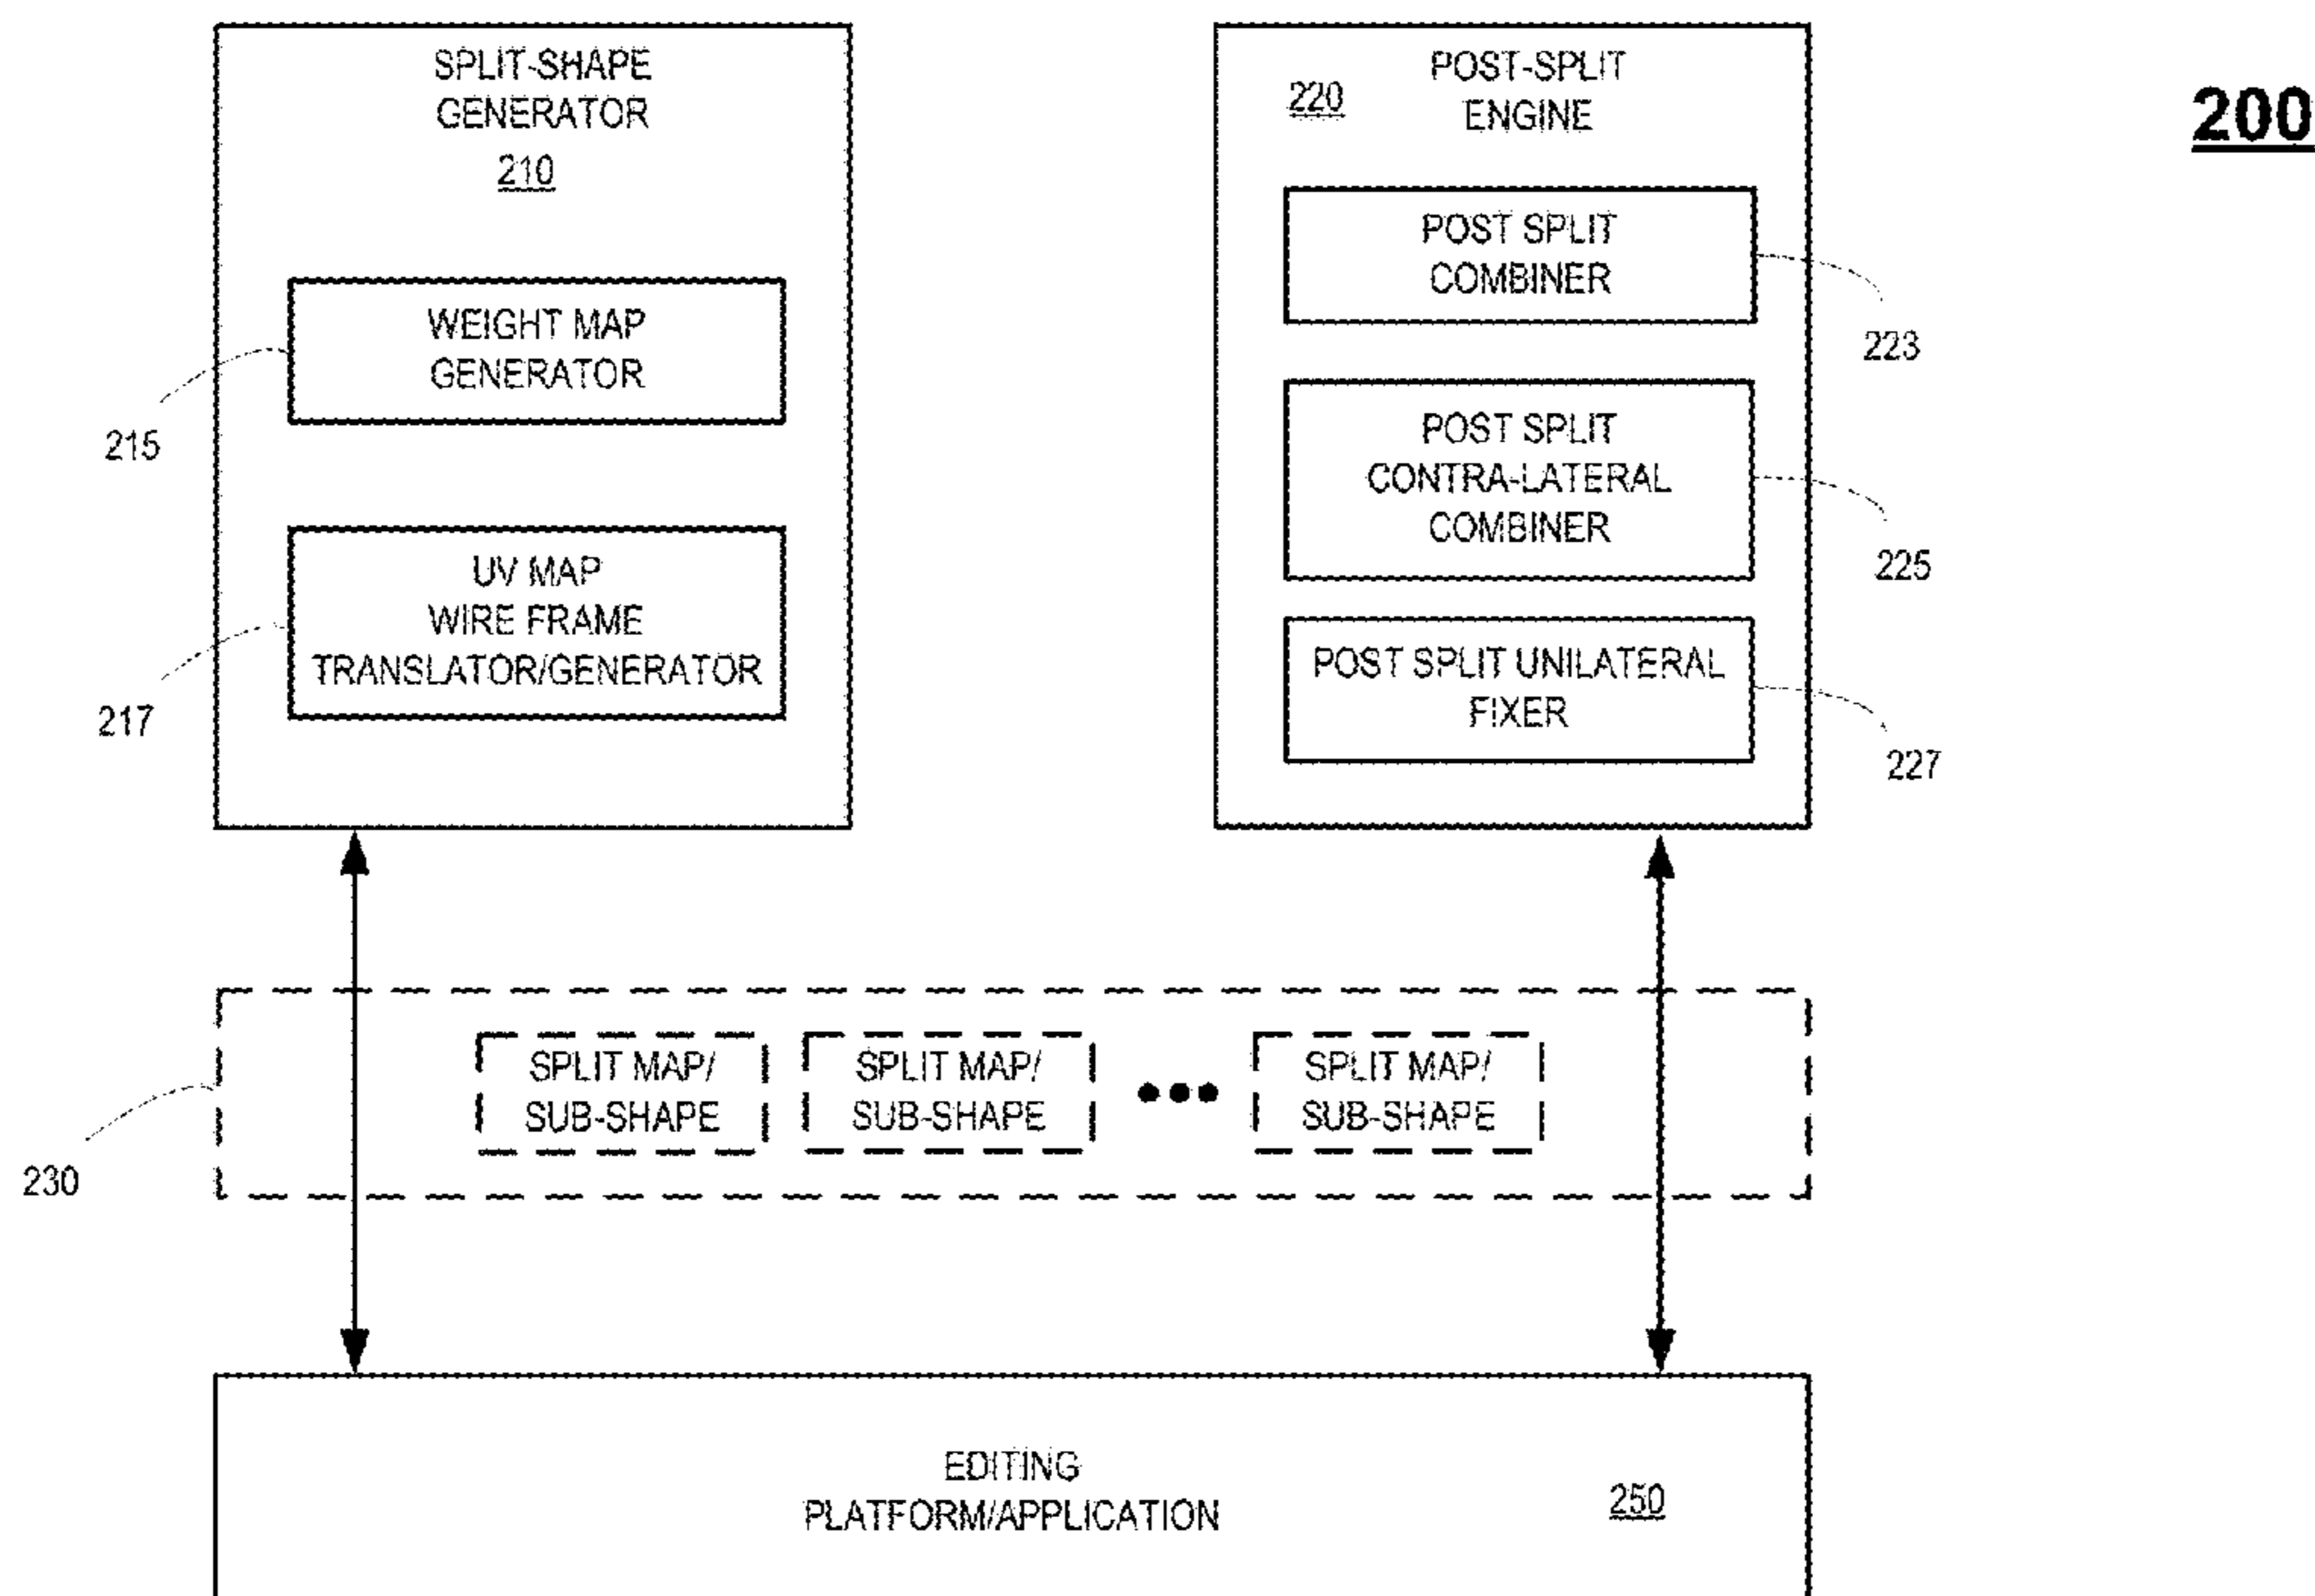 200
SPLIT-SHAPE
GENERATOR
210
WEIGHT MAP
GENERATOR
215
UV MAP
WIRE FRAME
TRANSLATOR/GENERATOR
217
220
POST-SPLIT
ENGINE
POST SPLIT
COMBINER
223
POST SPLIT
CONTRA-LATERAL
COMBINER
225
POST SPLIT UNILATERAL
FIXER
227
SPLIT MAP/
SUB-SHAPE
SPLIT MAP/
SUB-SHAPE
SPLIT MAP/
SUB-SHAPE
230
EDITING
PLATFORM/APPLICATION
250